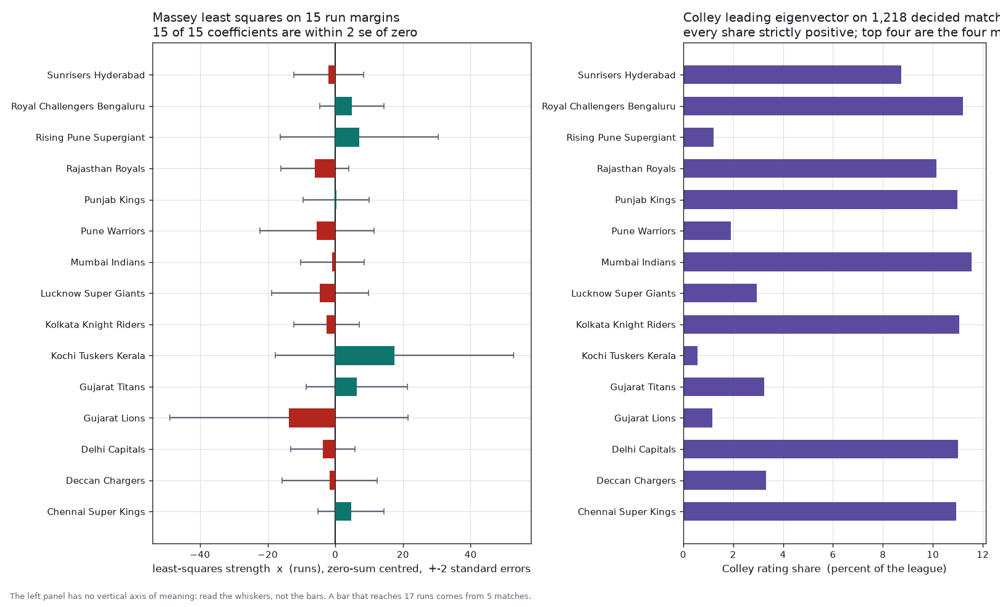 Massey least squares on 15 run margins
15 of 15 coefficients are within 2 se of zero
Sunrisers Hyderabad
Royal Challengers Bengaluru
Rising Pune Supergiant
Rajasthan Royals
Punjab Kings
Pune Warriors
Mumbai Indians
Lucknow Super Giants
Kolkata Knight Riders
Kochi Tuskers Kerala
Gujarat Titans
Gujarat Lions
Delhi Capitals
Deccan Chargers
Chennai Super Kings
−40 −20 0 20 40
least-squares strength x (runs), zero-sum centred, +-2 standard errors
Colley leading eigenvector on 1,218 decided match
every share strictly positive; top four are the four m
Sunrisers Hyderabad
Royal Challengers Bengaluru
Rising Pune Supergiant
Rajasthan Royals
Punjab Kings
Pune Warriors
Mumbai Indians
Lucknow Super Giants
Kolkata Knight Riders
Kochi Tuskers Kerala
Gujarat Titans
Gujarat Lions
Delhi Capitals
Deccan Chargers
Chennai Super Kings
0 2 4 6 8 10 12
Colley rating share (percent of the league)
The left panel has no vertical axis of meaning: read the whiskers, not the bars. A bar that reaches 17 runs comes from 5 matches.